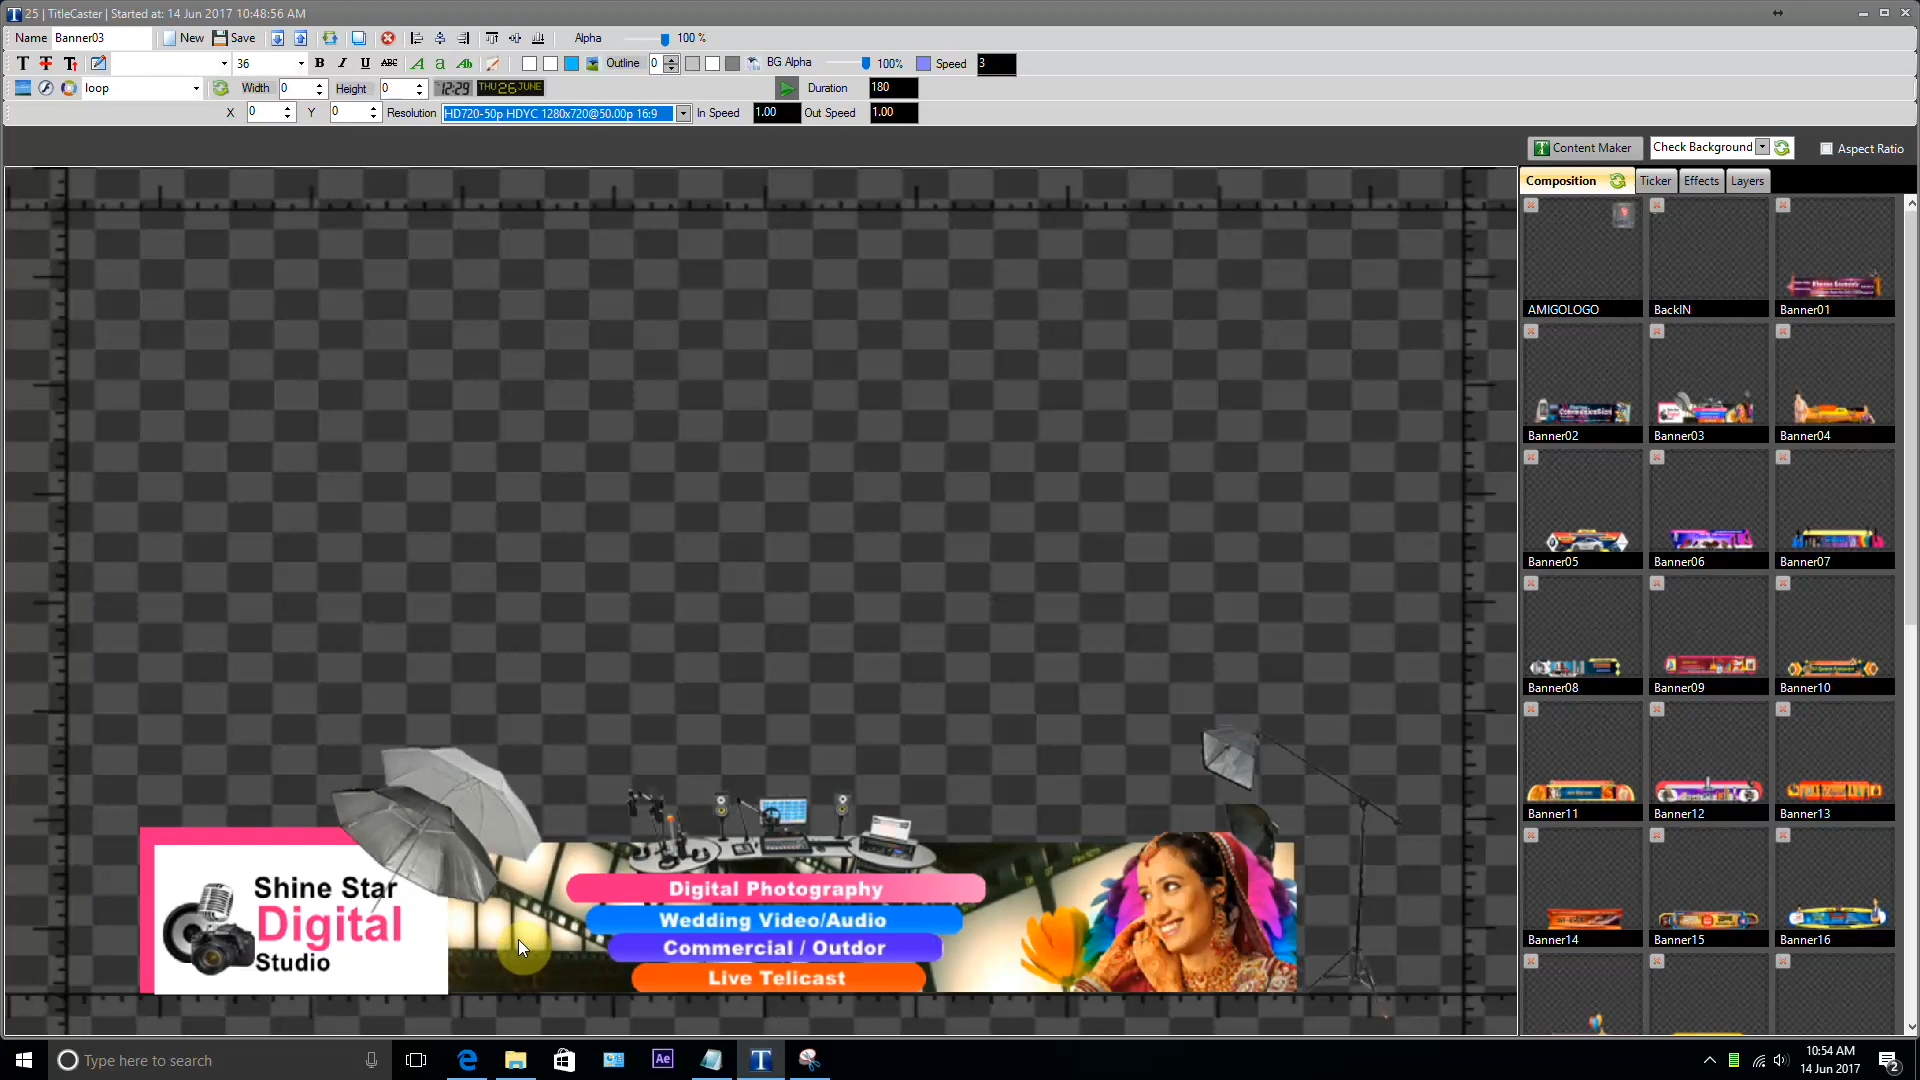 25 | TitleCaster | Started at: 14 Jun 2017 10:48:56 AM
Name Banner03 New Save Alpha 100 %
36 B I U ABC A a Ab Outline 0 BG Alpha 100% Speed 3
loop Width 0 Height 0 12:29 THU 26 JUNE Duration 180
X 0 Y 0 Resolution HD720-50p HDYC 1280x720@50.00p 16:9 In Speed 1.00 Out Speed 1.00
Content Maker Check Background Aspect Ratio
Composition Ticker Effects Layers
AMIGOLOGO BackIN Banner01
Banner02 Banner03 Banner04
Banner05 Banner06 Banner07
Banner08 Banner09 Banner10
Banner11 Banner12 Banner13
Banner14 Banner15 Banner16
Shine Star
Digital
Studio
Digital Photography
Wedding Video/Audio
Commercial / Outdor
Live Telicast
Type here to search
Ae
10:54 AM
14 Jun 2017
2